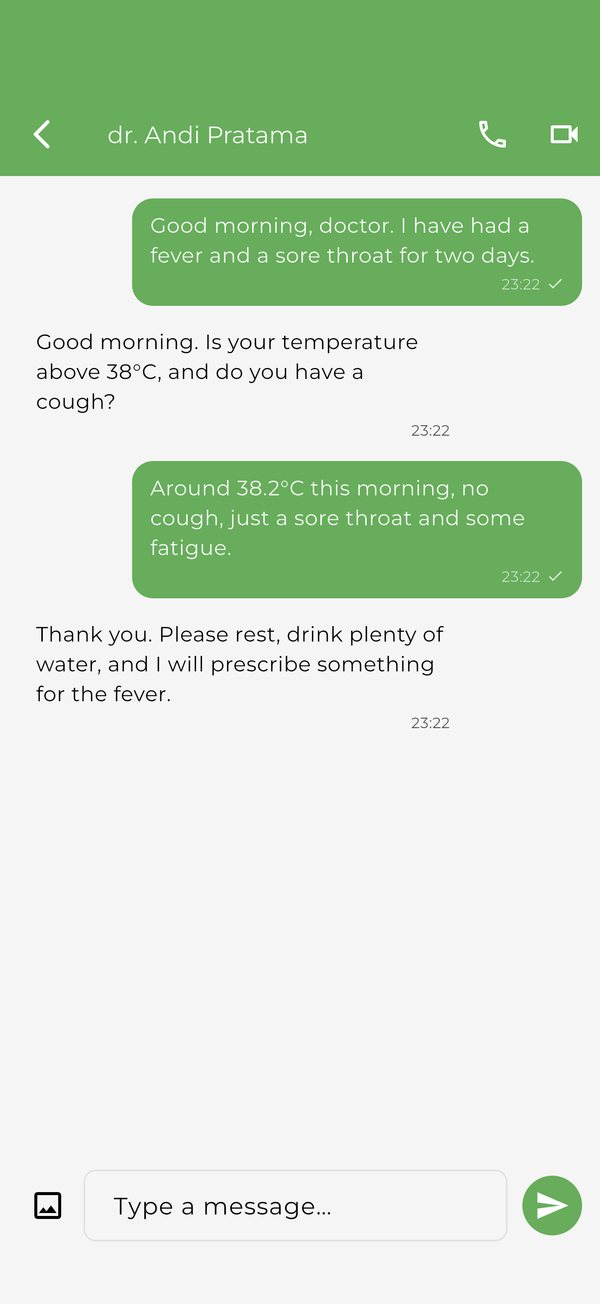 dr. Andi Pratama
Good morning, doctor. I have had a
fever and a sore throat for two days.
23:22
Good morning. Is your temperature
above 38°C, and do you have a
cough?
23:22
Around 38.2°C this morning, no
cough, just a sore throat and some
fatigue.
23:22
Thank you. Please rest, drink plenty of
water, and I will prescribe something
for the fever.
23:22
Type a message...